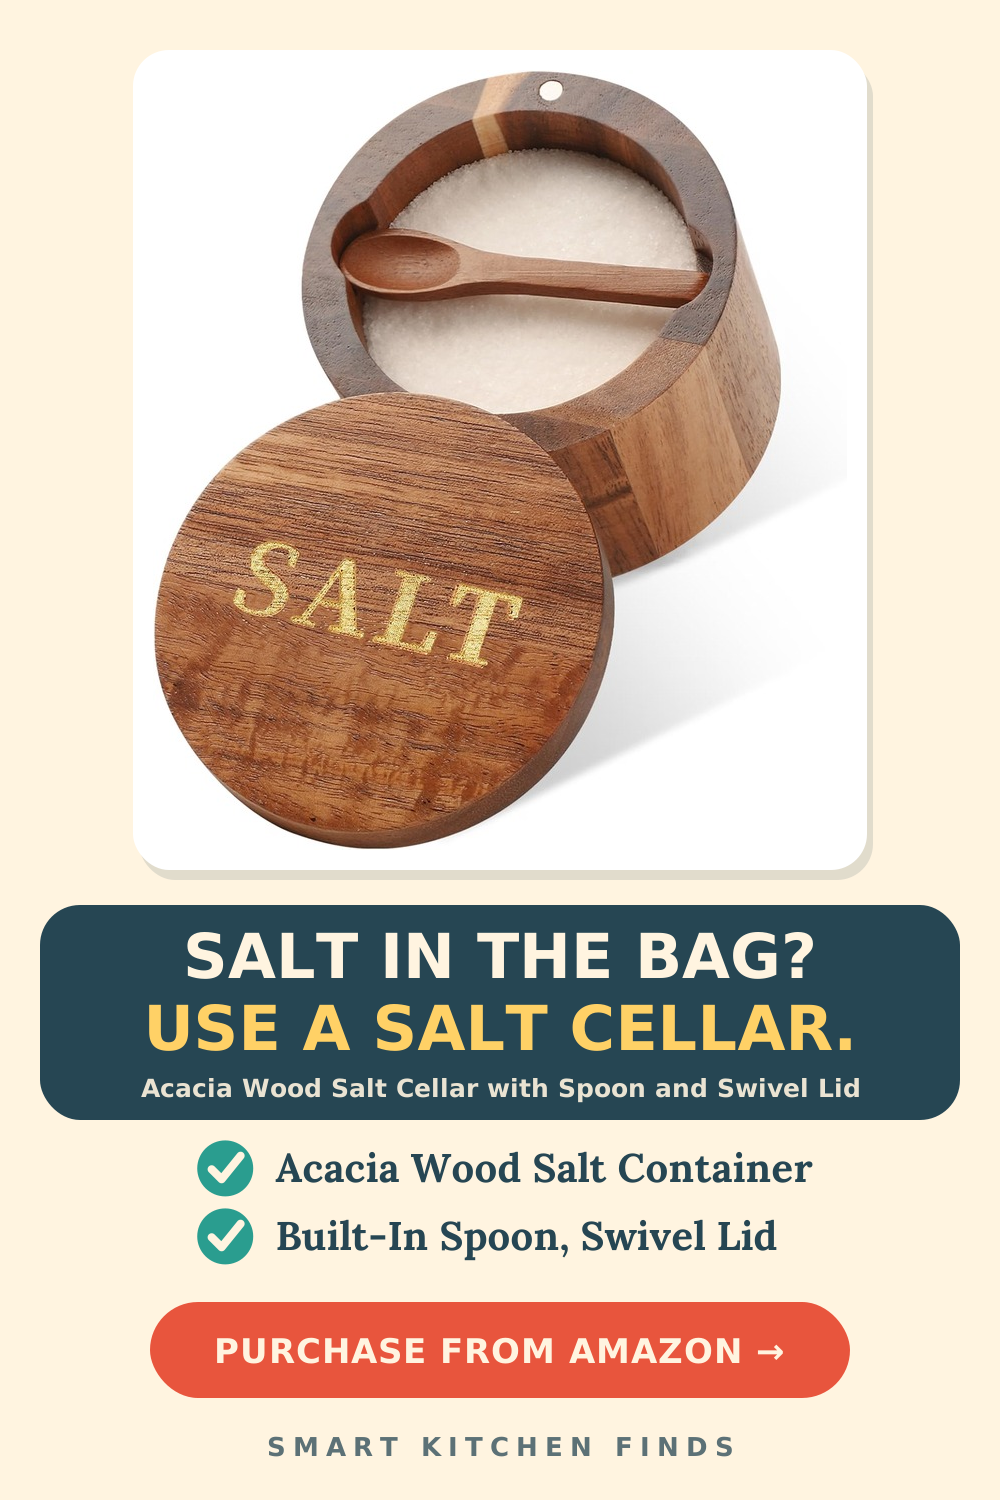 SALT
SALT IN THE BAG?
USE A SALT CELLAR.
Acacia Wood Salt Cellar with Spoon and Swivel Lid
Acacia Wood Salt Container
Built-In Spoon, Swivel Lid
PURCHASE FROM AMAZON →
SMART KITCHEN FINDS